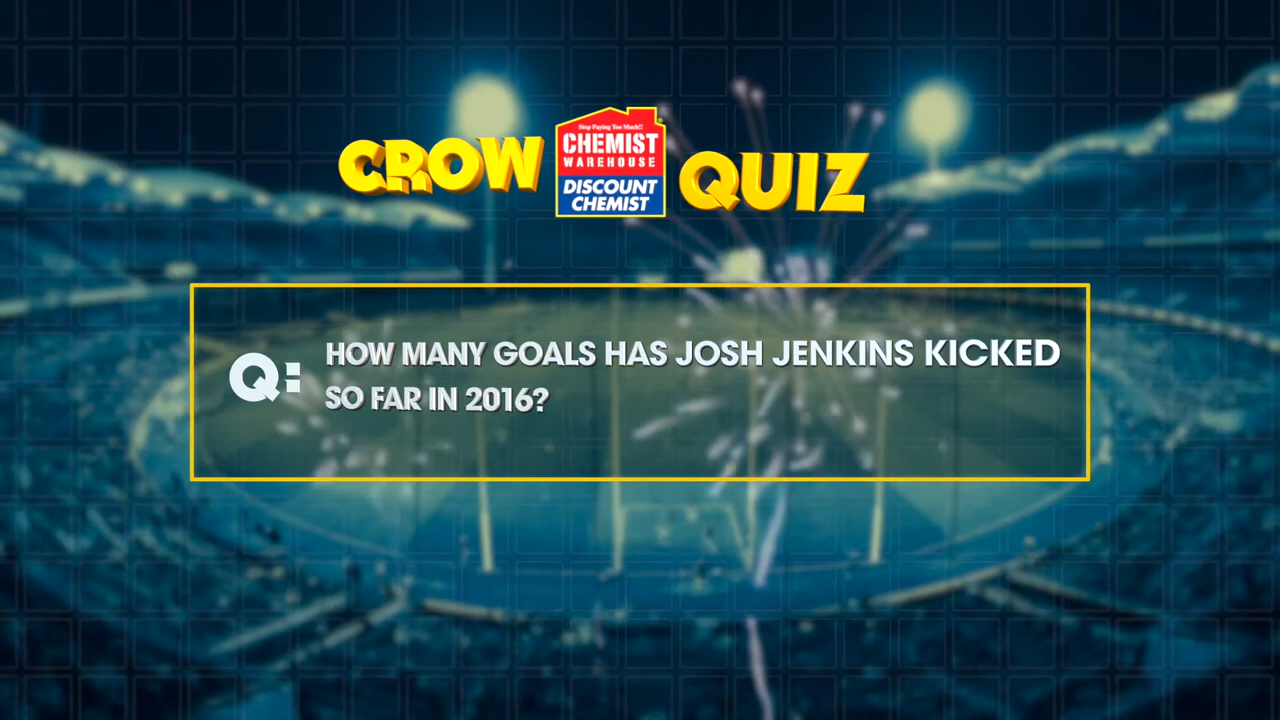 CROW QUIZ
Stop Paying Too Much!!
CHEMIST
WAREHOUSE
DISCOUNT
CHEMIST
Q: HOW MANY GOALS HAS JOSH JENKINS KICKED
SO FAR IN 2016?